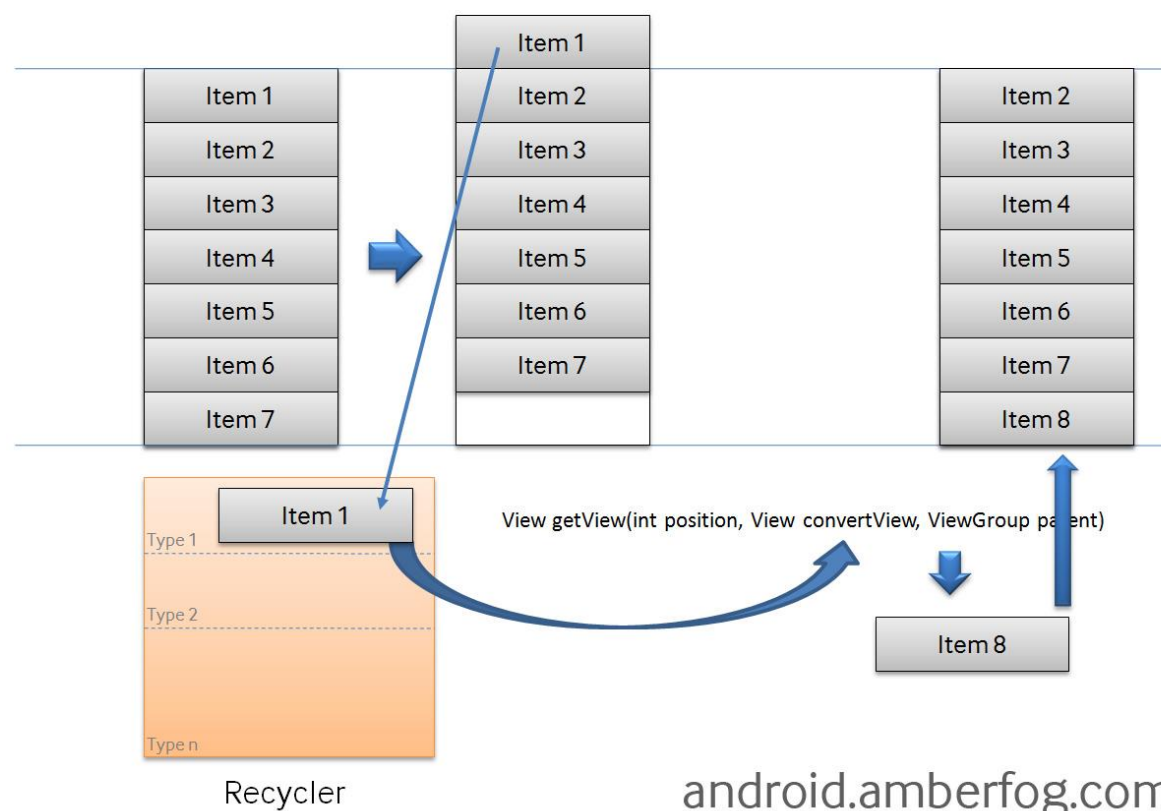 Item 1
Item 2
Item 3
Item 4
Item 5
Item 6
Item 7
Item 1
Item 2
Item 3
Item 4
Item 5
Item 6
Item 7
Item 2
Item 3
Item 4
Item 5
Item 6
Item 7
Item 8
Item 1
Type 1
Type 2
Type n
Recycler
View getView(int position, View convertView, ViewGroup parent)
Item 8
android.amberfog.com